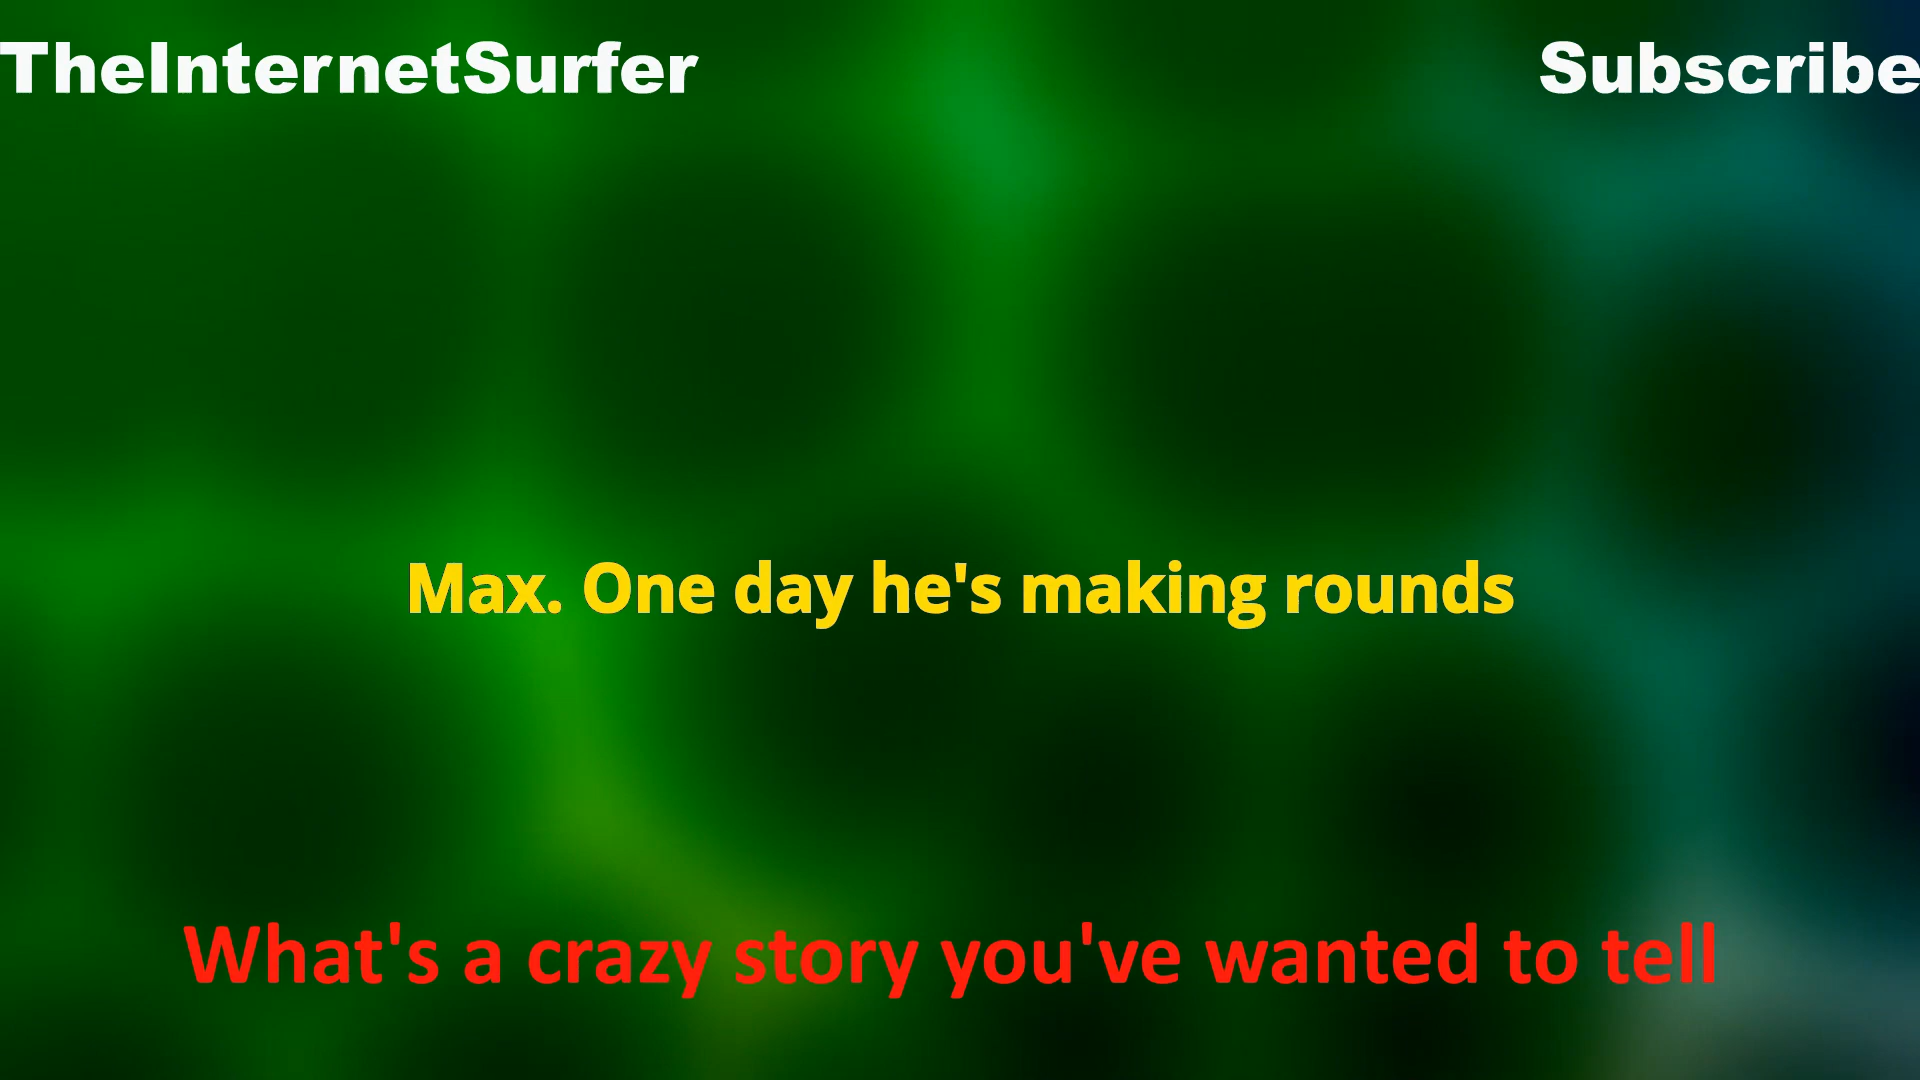 TheInternetSurfer
Subscribe
Max. One day he's making rounds
What's a crazy story you've wanted to tell